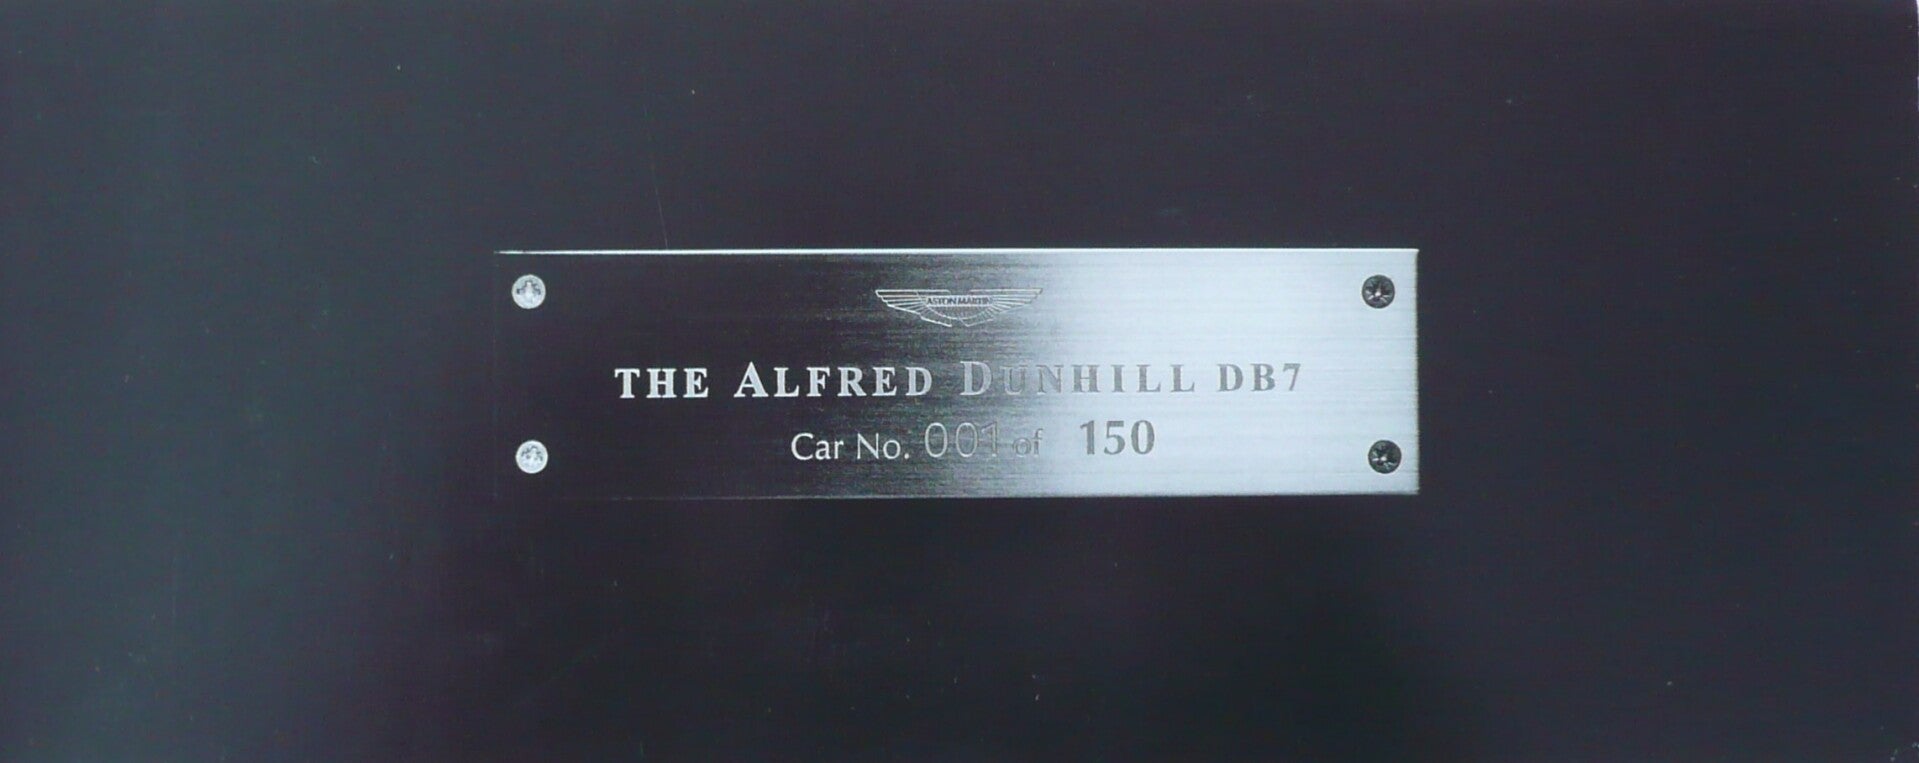 ASTON MARTIN
THE ALFRED DUNHILL DB7
Car No. 001 of 150